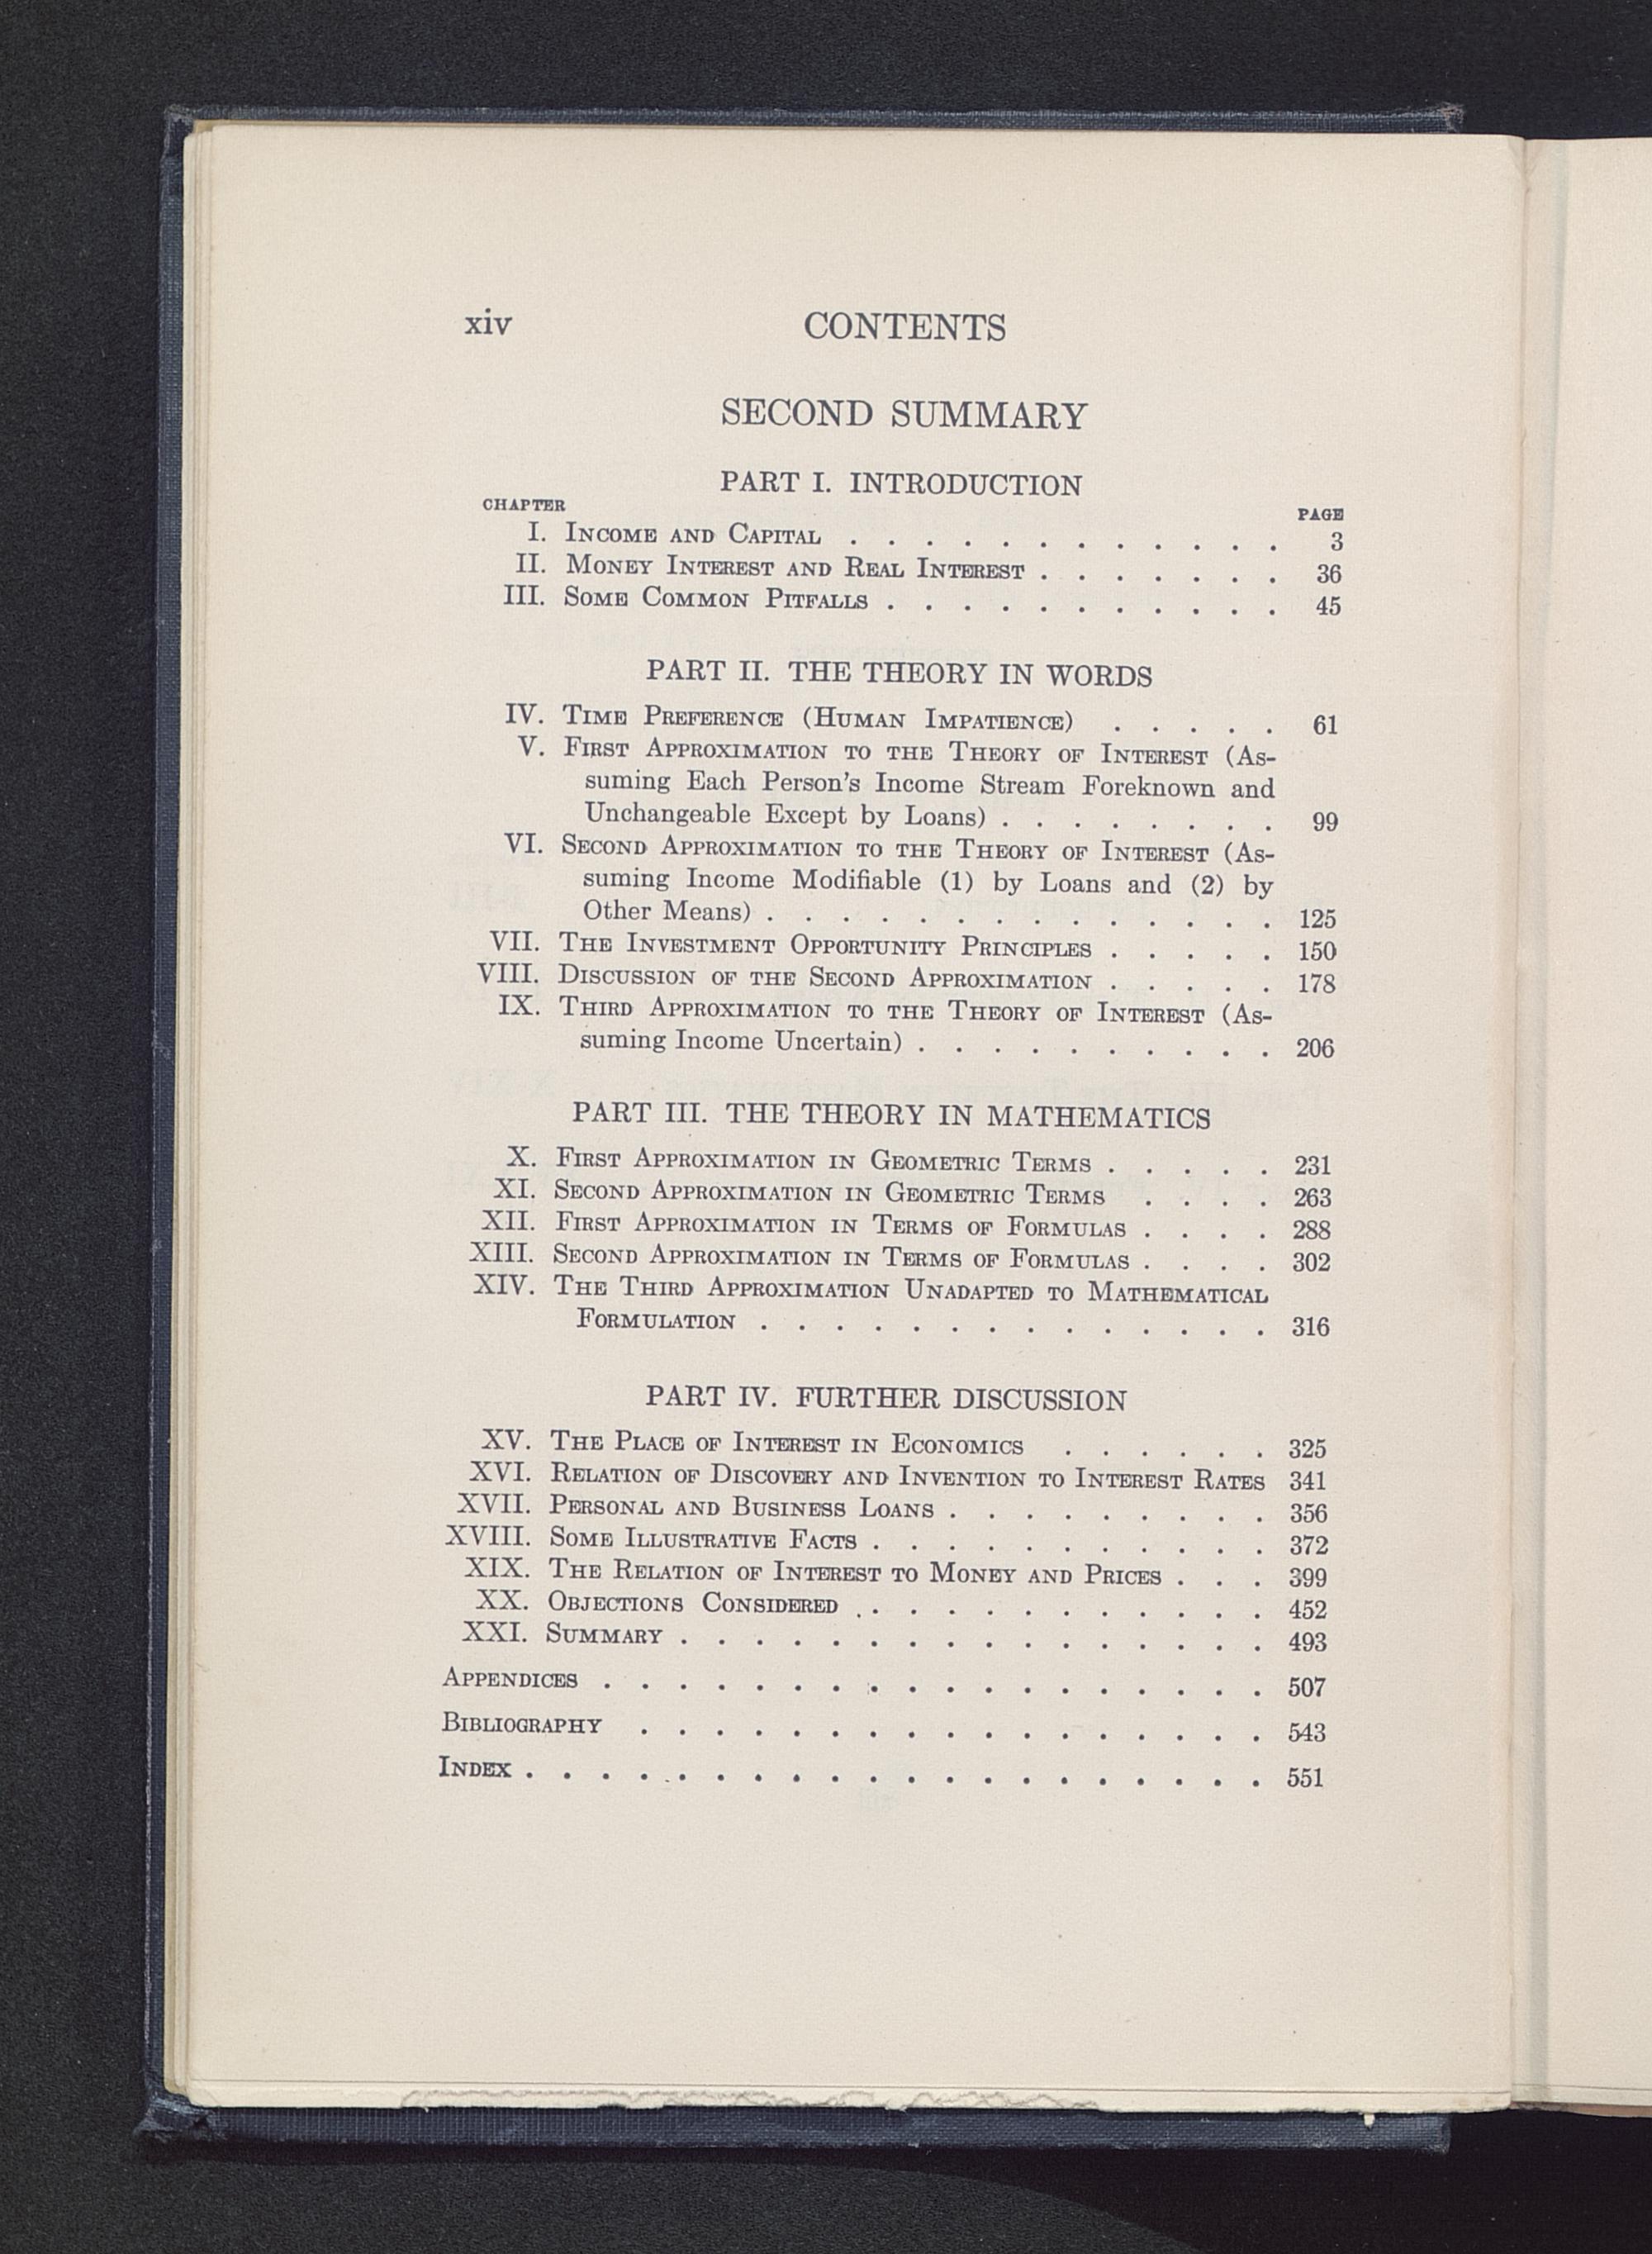 xiv CONTENTS
SECOND SUMMARY
PART I. INTRODUCTION
CHAPTER PAGE
I. Income and Capital . . . . . . . . . . . . 3
II. Money Interest and Real Interest . . . . . . . 36
III. Some Common Pitfalls . . . . . . . . . . . 45
PART II. THE THEORY IN WORDS
IV. Time Preference (Human Impatience) . . . . . 61
V. First Approximation to the Theory of Interest (As-
suming Each Person's Income Stream Foreknown and
Unchangeable Except by Loans) . . . . . . . . 99
VI. Second Approximation to the Theory of Interest (As-
suming Income Modifiable (1) by Loans and (2) by
Other Means) . . . . . . . . . . . . . . 125
VII. The Investment Opportunity Principles . . . . . 150
VIII. Discussion of the Second Approximation . . . . . 178
IX. Third Approximation to the Theory of Interest (As-
suming Income Uncertain) . . . . . . . . . . 206
PART III. THE THEORY IN MATHEMATICS
X. First Approximation in Geometric Terms . . . . . 231
XI. Second Approximation in Geometric Terms . . . . 263
XII. First Approximation in Terms of Formulas . . . . 288
XIII. Second Approximation in Terms of Formulas . . . . 302
XIV. The Third Approximation Unadapted to Mathematical
Formulation . . . . . . . . . . . . . . 316
PART IV. FURTHER DISCUSSION
XV. The Place of Interest in Economics . . . . . . 325
XVI. Relation of Discovery and Invention to Interest Rates 341
XVII. Personal and Business Loans . . . . . . . . . 356
XVIII. Some Illustrative Facts . . . . . . . . . . . 372
XIX. The Relation of Interest to Money and Prices . . . 399
XX. Objections Considered . . . . . . . . . . . . 452
XXI. Summary . . . . . . . . . . . . . . . . 493
Appendices . . . . . . . . . . . . . . . . . . 507
Bibliography . . . . . . . . . . . . . . . . . 543
Index . . . . . . . . . . . . . . . . . . . . 551